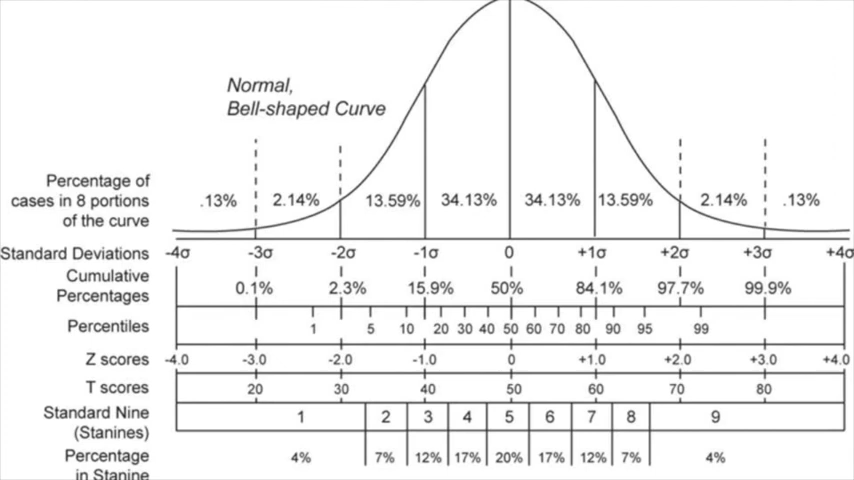 Normal,
Bell-shaped Curve
Percentage of
cases in 8 portions
of the curve
.13% 2.14% 13.59% 34.13% 34.13% 13.59% 2.14% .13%
Standard Deviations -4σ -3σ -2σ -1σ 0 +1σ +2σ +3σ +4σ
Cumulative
Percentages 0.1% 2.3% 15.9% 50% 84.1% 97.7% 99.9%
Percentiles 1 5 10 20 30 40 50 60 70 80 90 95 99
Z scores -4.0 -3.0 -2.0 -1.0 0 +1.0 +2.0 +3.0 +4.0
T scores 20 30 40 50 60 70 80
Standard Nine
(Stanines) 1 2 3 4 5 6 7 8 9
Percentage
in Stanine 4% 7% 12% 17% 20% 17% 12% 7% 4%